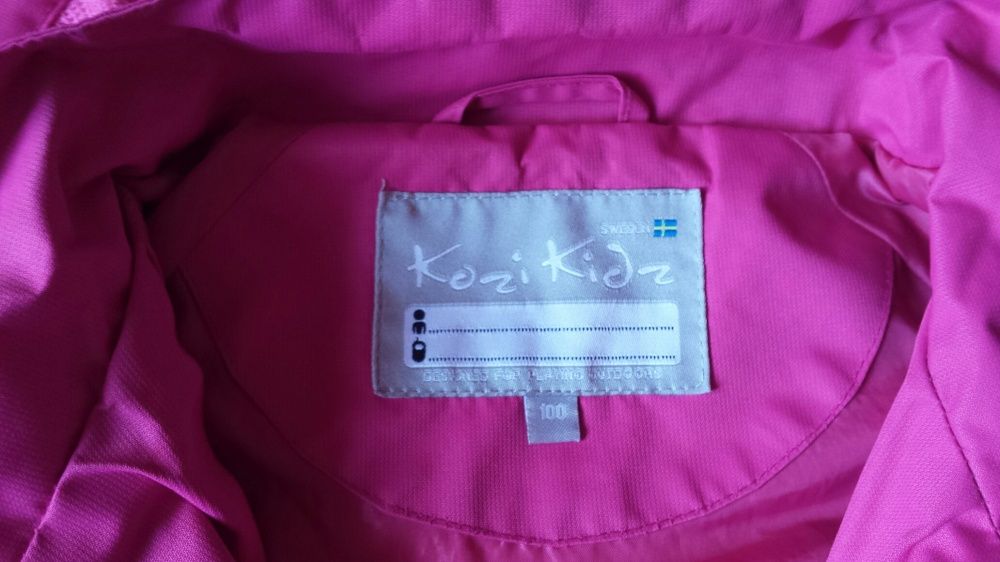 SWEDEN
Kozi Kidz
DESIGNED FOR PLAYING OUTDOORS
100